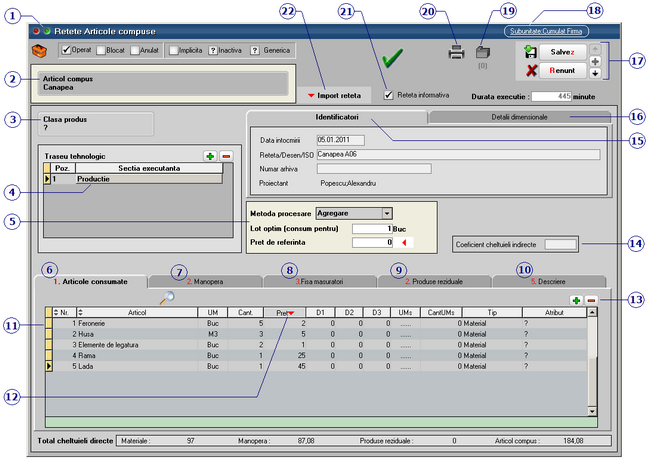 1
Retete Articole compuse
22
20
19
18
Subunitate:Cumulat Firma
Operat Blocat Anulat Implicita ? Inactiva ? Generica
(0)
Salvez
Renunt
17
2
Articol compus
Canapea
21
Import reteta
Reteta informativa
Durata executie : 445 minute
3
Clasa produs
?
Identificatori
Detalii dimensionale
16
15
Data intocmirii 05.01.2011
Reteta/Desen/ISO Canapea A06
Numar arhiva
Proiectant Popescu;Alexandru
Traseu tehnologic
Poz. Sectia executanta
1 Productie
4
5
Metoda procesare Agregare
Lot optim (consum pentru) 1 Buc
Pret de referinta 0
Coeficient cheltuieli indirecte
14
6
7
8
9
10
1. Articole consumate
2. Manopera
3.Fisa masuratori
2. Produse reziduale
5. Descriere
13
11
Nr. Articol UM Cant. Pret D1 D2 D3 UMs CantUMs Tip Atribut
1 Feronerie Buc 5 2 0 0 0 ...... 0 Material ?
2 Husa M3 3 5 0 0 0 ...... 0 Material ?
3 Elemente de legatura Buc 2 1 0 0 0 ...... 0 Material ?
4 Rama Buc 1 25 0 0 0 ...... 0 Material ?
5 Lada Buc 1 45 0 0 0 ...... 0 Material ?
12
Total cheltuieli directe Materiale : 97 Manopera : 87,08 Produse reziduale : 0 Articol compus : 184,08